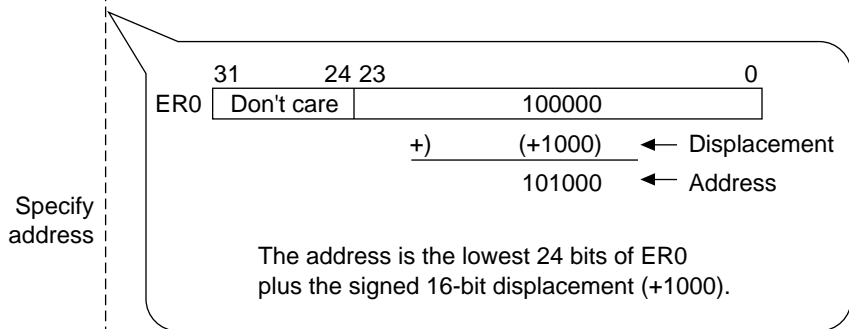 31 24 23 0
ER0 Don't care 100000
+) (+1000) Displacement
101000 Address
Specify
address
The address is the lowest 24 bits of ER0
plus the signed 16-bit displacement (+1000).